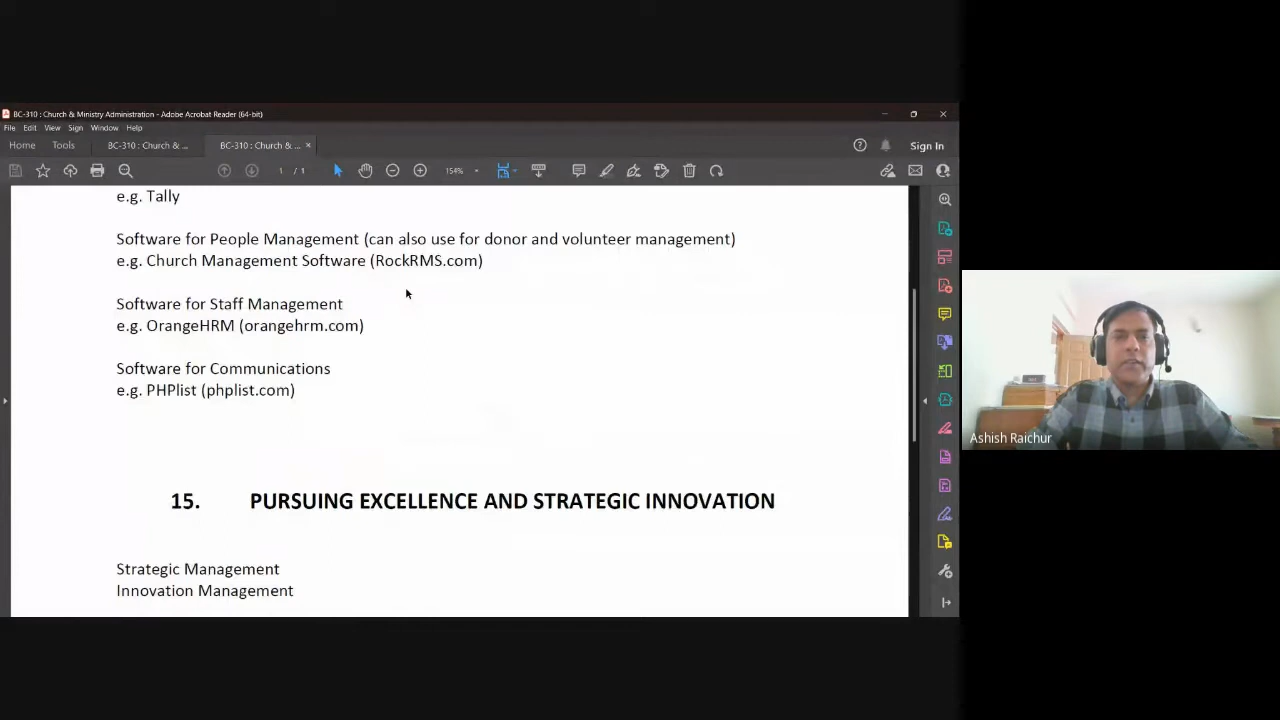 BC-310 : Church & Ministry Administration - Adobe Acrobat Reader (64-bit)
File Edit View Sign Window Help
Home Tools BC-310 : Church & ... BC-310 : Church & ... × Sign In
1 / 1 154%
e.g. Tally
Software for People Management (can also use for donor and volunteer management)
e.g. Church Management Software (RockRMS.com)
Software for Staff Management
e.g. OrangeHRM (orangehrm.com)
Software for Communications
e.g. PHPlist (phplist.com)
15. PURSUING EXCELLENCE AND STRATEGIC INNOVATION
Strategic Management
Innovation Management
Ashish Raichur